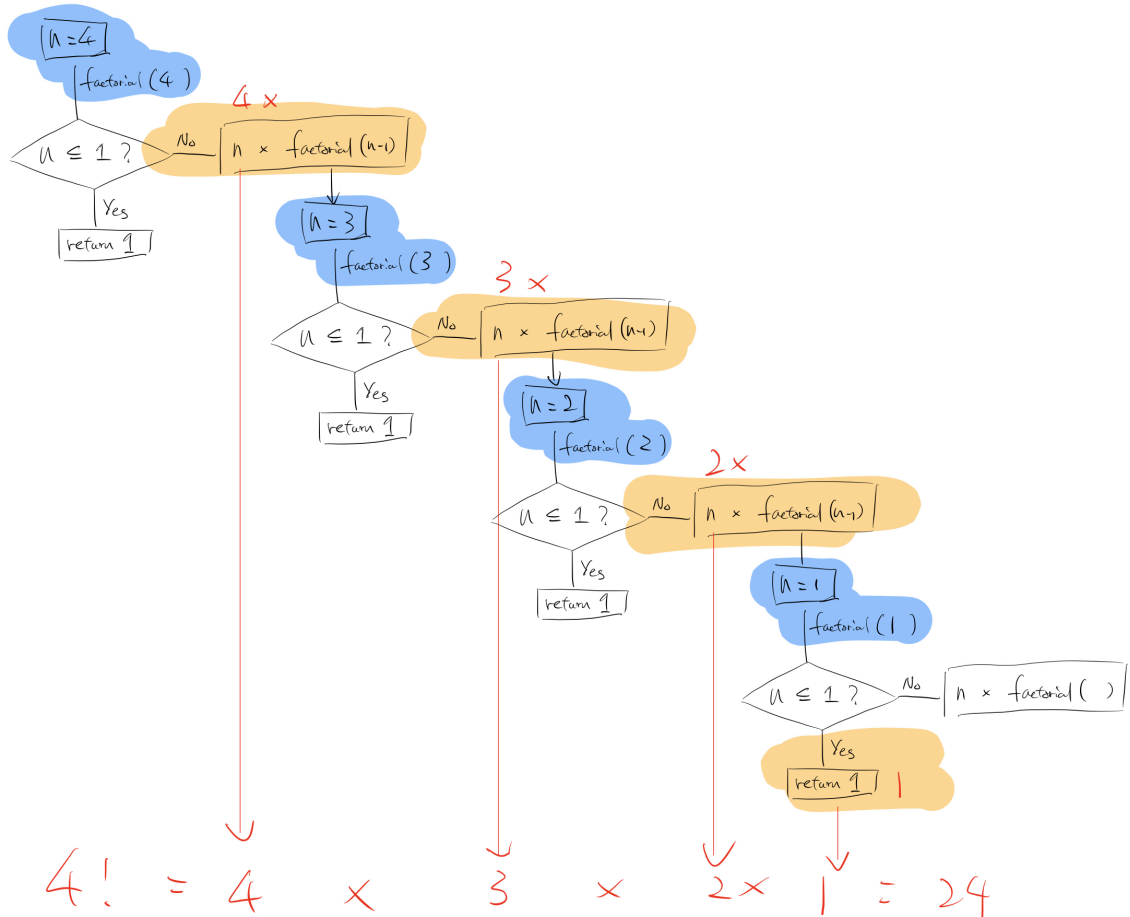 n=4
factorial (4 )
4 ×
n ≤ 1 ?
No
n × factorial (n-1)
Yes
return 1
n=3
factorial (3 )
3 ×
n ≤ 1 ?
No
n × factorial (n-1)
Yes
return 1
n=2
factorial (2 )
2 ×
n ≤ 1 ?
No
n × factorial (n-1)
Yes
return 1
n=1
factorial (1 )
n ≤ 1 ?
No
n × factorial ( )
Yes
return 1 1
4! = 4 × 3 × 2 × 1 = 24